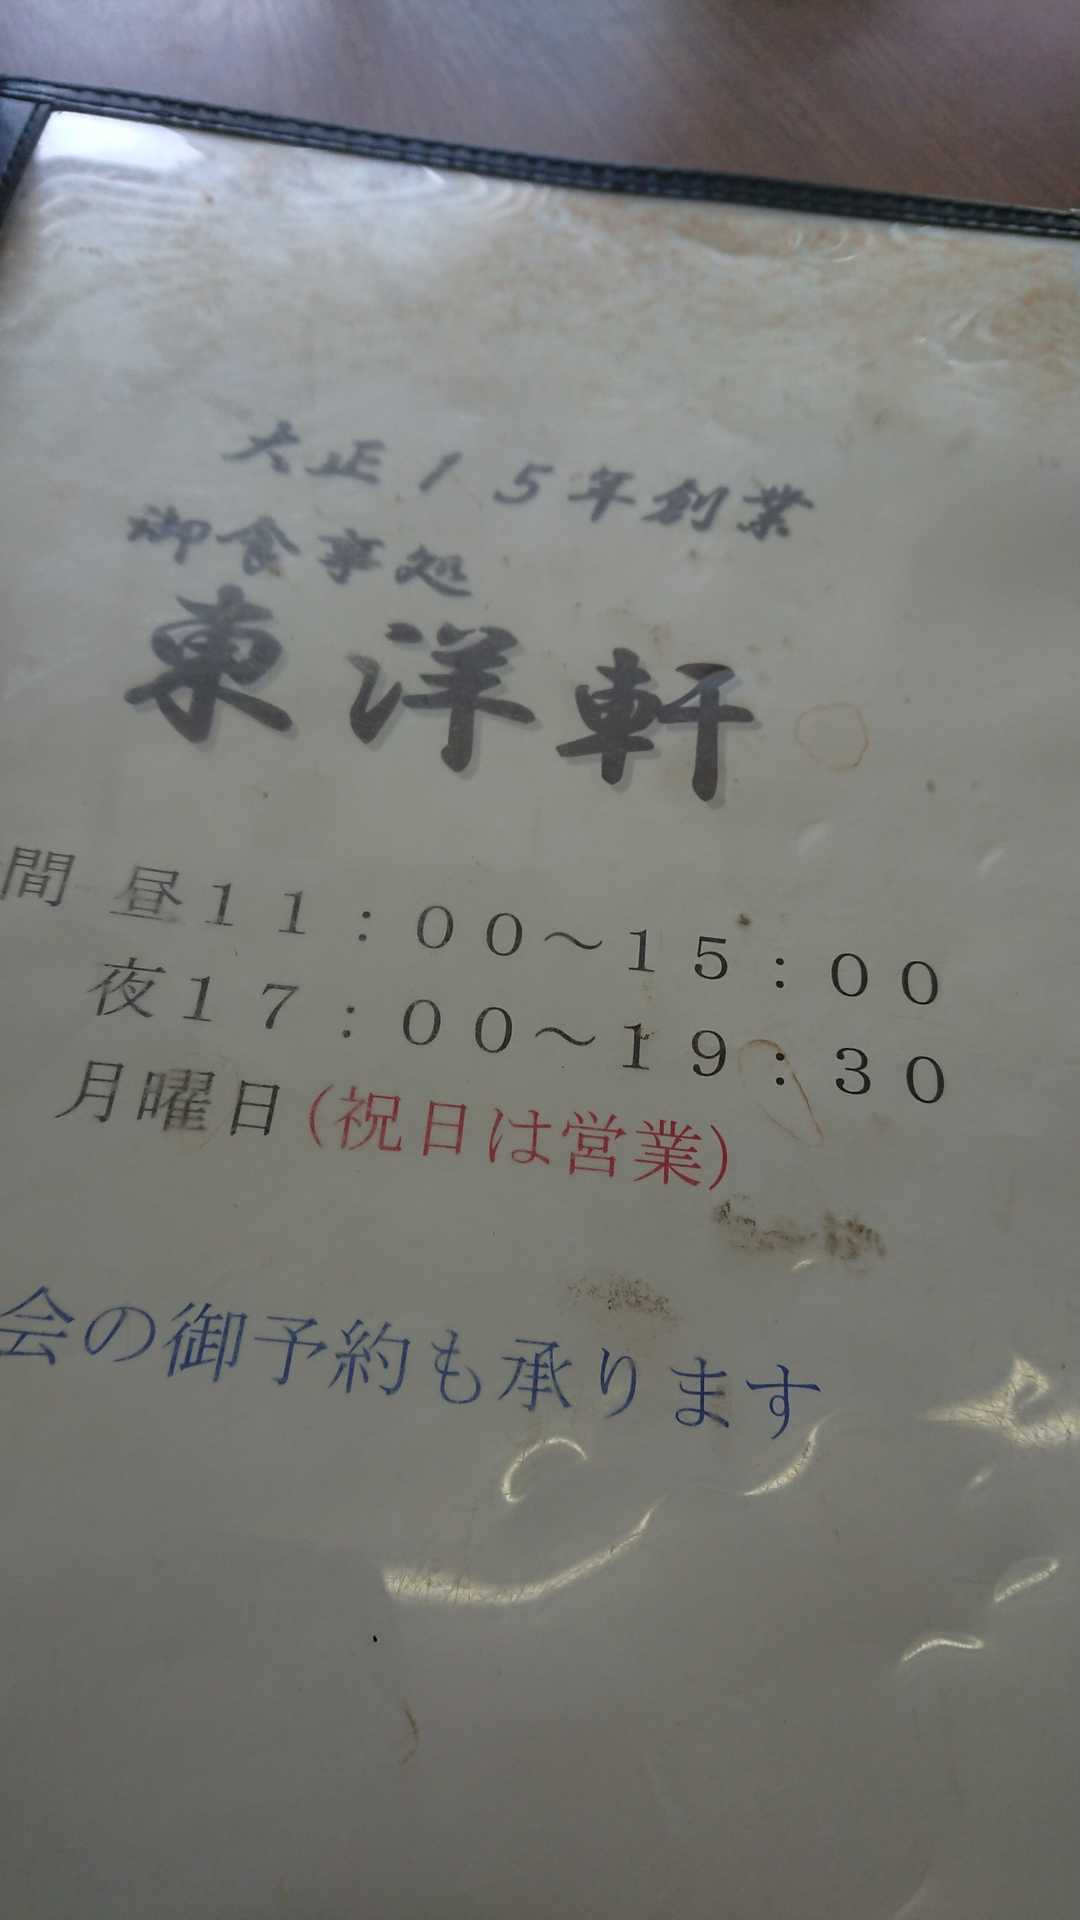 大正１５年創業
御食事処
東洋軒
間 昼１１：００～１５：００
夜１７：００～１９：３０
月曜日(祝日は営業)
会の御予約も承ります